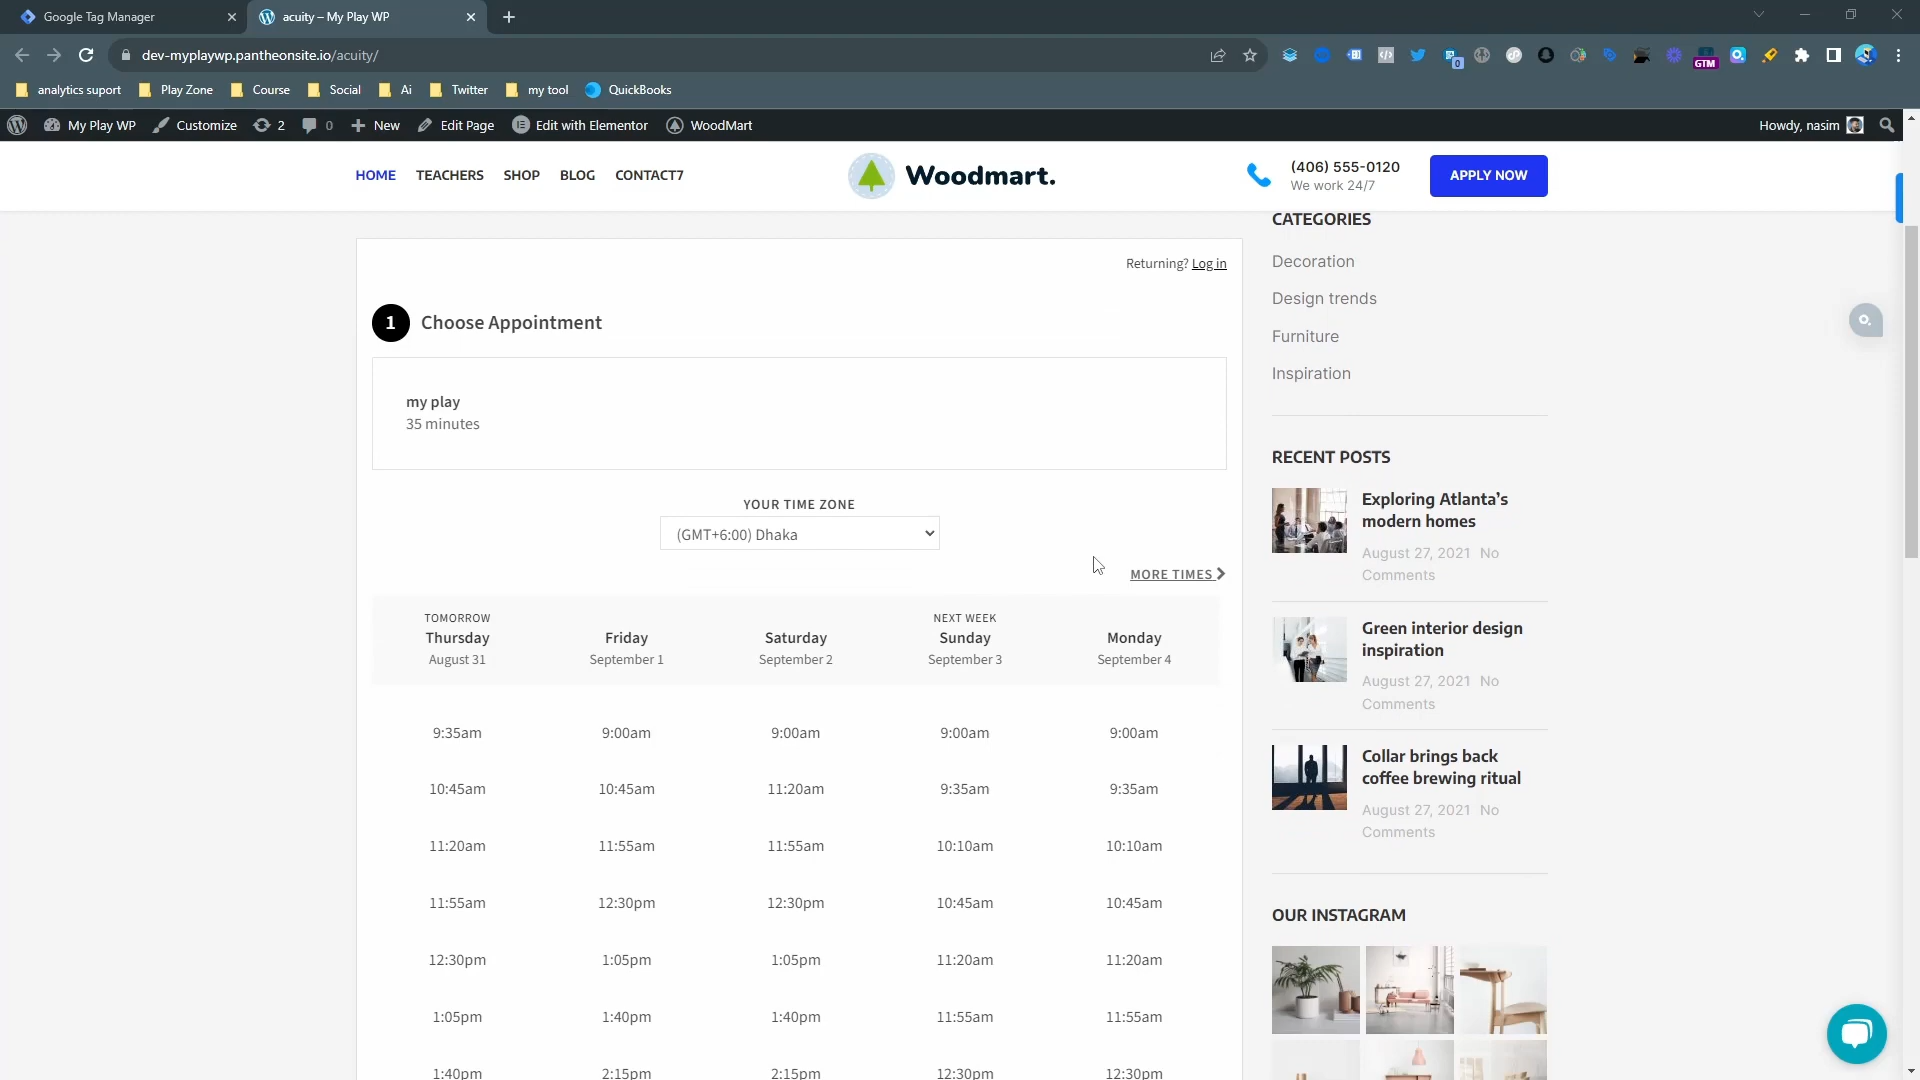 Google Tag Manager
acuity – My Play WP
dev-myplaywp.pantheonsite.io/acuity/
0
GTM
analytics suport
Play Zone
Course
Social
Ai
Twitter
my tool
QuickBooks
My Play WP
Customize
2
0
New
Edit Page
Edit with Elementor
WoodMart
Howdy, nasim
HOME
TEACHERS
SHOP
BLOG
CONTACT7
Woodmart.
(406) 555-0120
We work 24/7
APPLY NOW
Returning? Log in
1 Choose Appointment
my play
35 minutes
YOUR TIME ZONE
(GMT+6:00) Dhaka
MORE TIMES
TOMORROW NEXT WEEK
Thursday Friday Saturday Sunday Monday
August 31 September 1 September 2 September 3 September 4
9:35am 9:00am 9:00am 9:00am 9:00am
10:45am 10:45am 11:20am 9:35am 9:35am
11:20am 11:55am 11:55am 10:10am 10:10am
11:55am 12:30pm 12:30pm 10:45am 10:45am
12:30pm 1:05pm 1:05pm 11:20am 11:20am
1:05pm 1:40pm 1:40pm 11:55am 11:55am
1:40pm 2:15pm 2:15pm 12:30pm 12:30pm
CATEGORIES
Decoration
Design trends
Furniture
Inspiration
RECENT POSTS
Exploring Atlanta's
modern homes
August 27, 2021 No
Comments
Green interior design
inspiration
August 27, 2021 No
Comments
Collar brings back
coffee brewing ritual
August 27, 2021 No
Comments
OUR INSTAGRAM